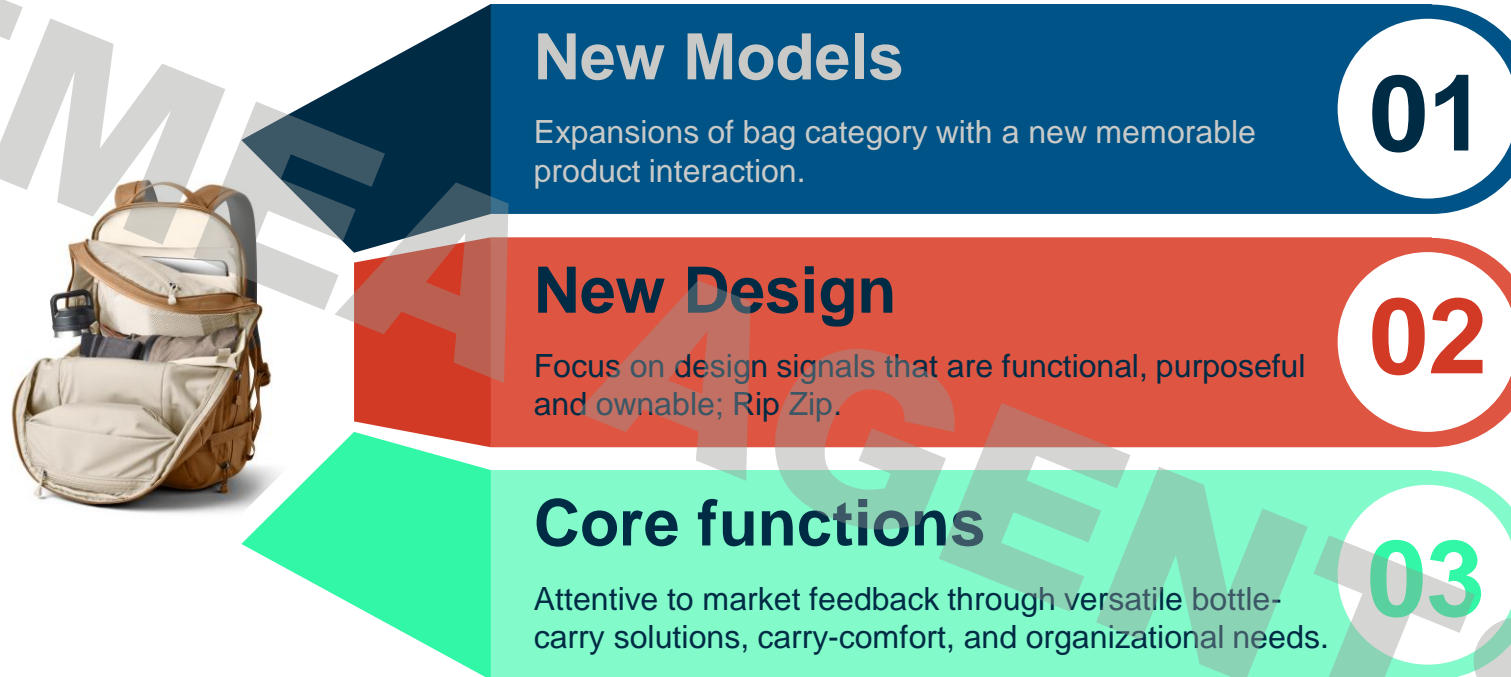 New Models
Expansions of bag category with a new memorable
product interaction.
01
New Design
Focus on design signals that are functional, purposeful
and ownable; Rip Zip.
02
Core functions
Attentive to market feedback through versatile bottle-
carry solutions, carry-comfort, and organizational needs.
03
EMEA AGENT